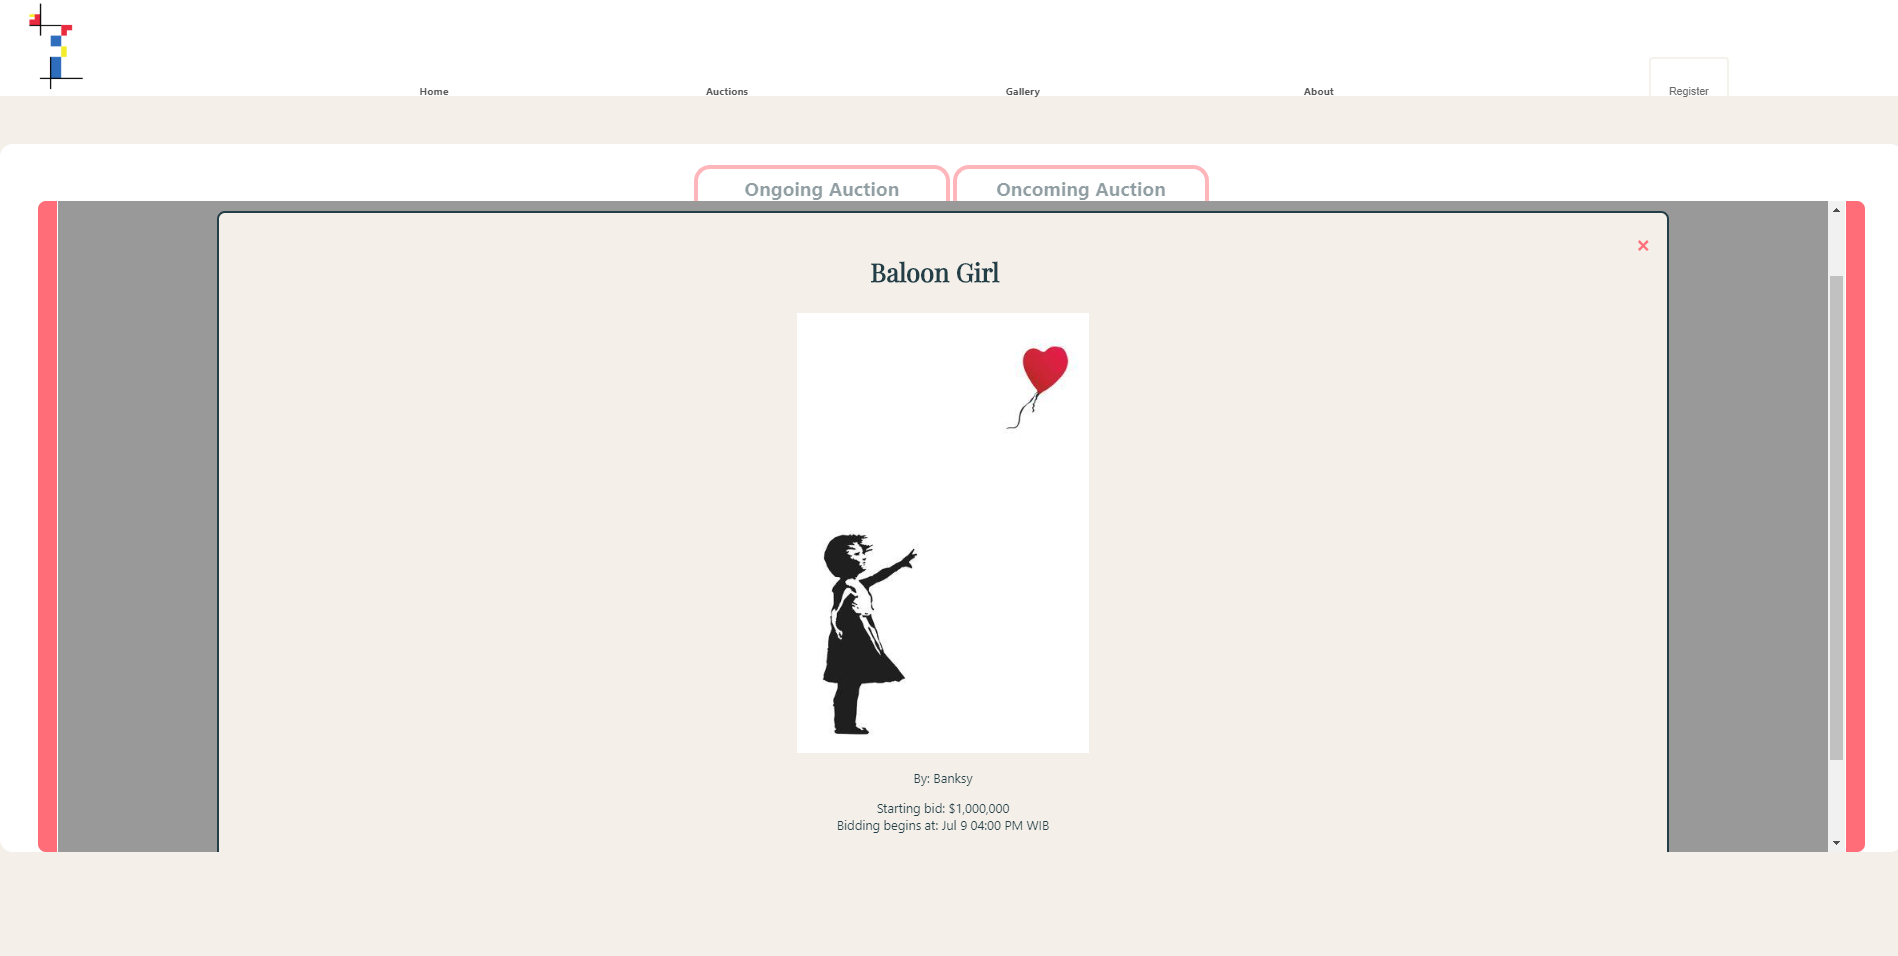 Home
Auctions
Gallery
About
Register
Ongoing Auction
Oncoming Auction
×
Baloon Girl
By: Banksy
Starting bid: $1,000,000
Bidding begins at: Jul 9 04:00 PM WIB